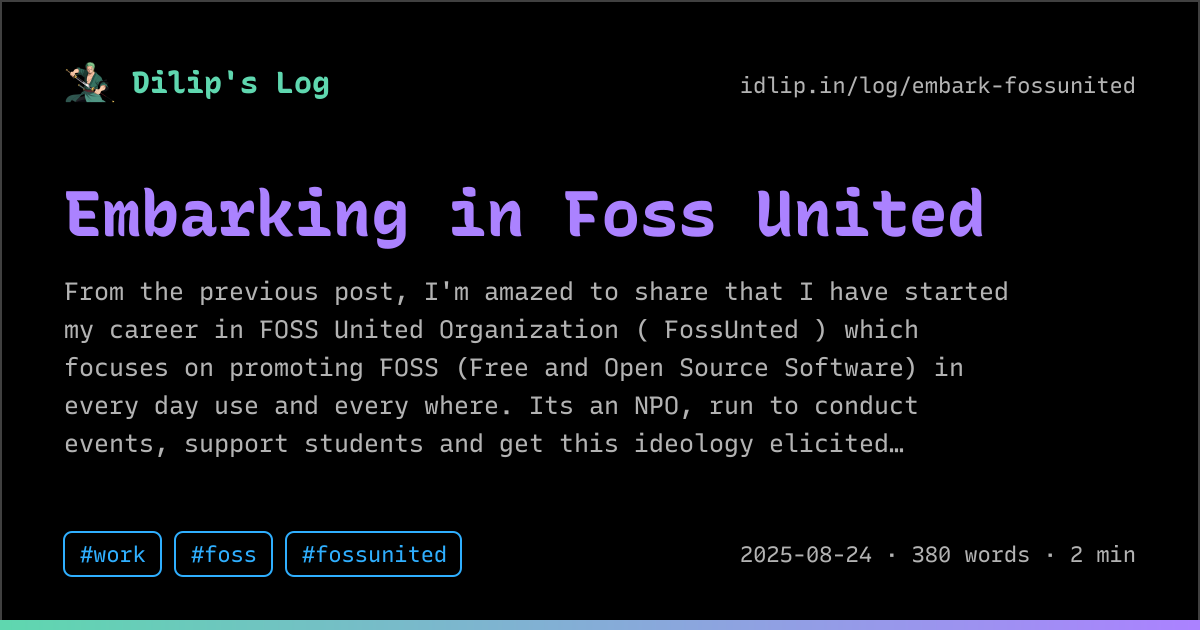 Dilip's Log
idlip.in/log/embark-fossunited
Embarking in Foss United
From the previous post, I'm amazed to share that I have started
my career in FOSS United Organization ( FossUnted ) which
focuses on promoting FOSS (Free and Open Source Software) in
every day use and every where. Its an NPO, run to conduct
events, support students and get this ideology elicited…
#work #foss #fossunited
2025-08-24 · 380 words · 2 min